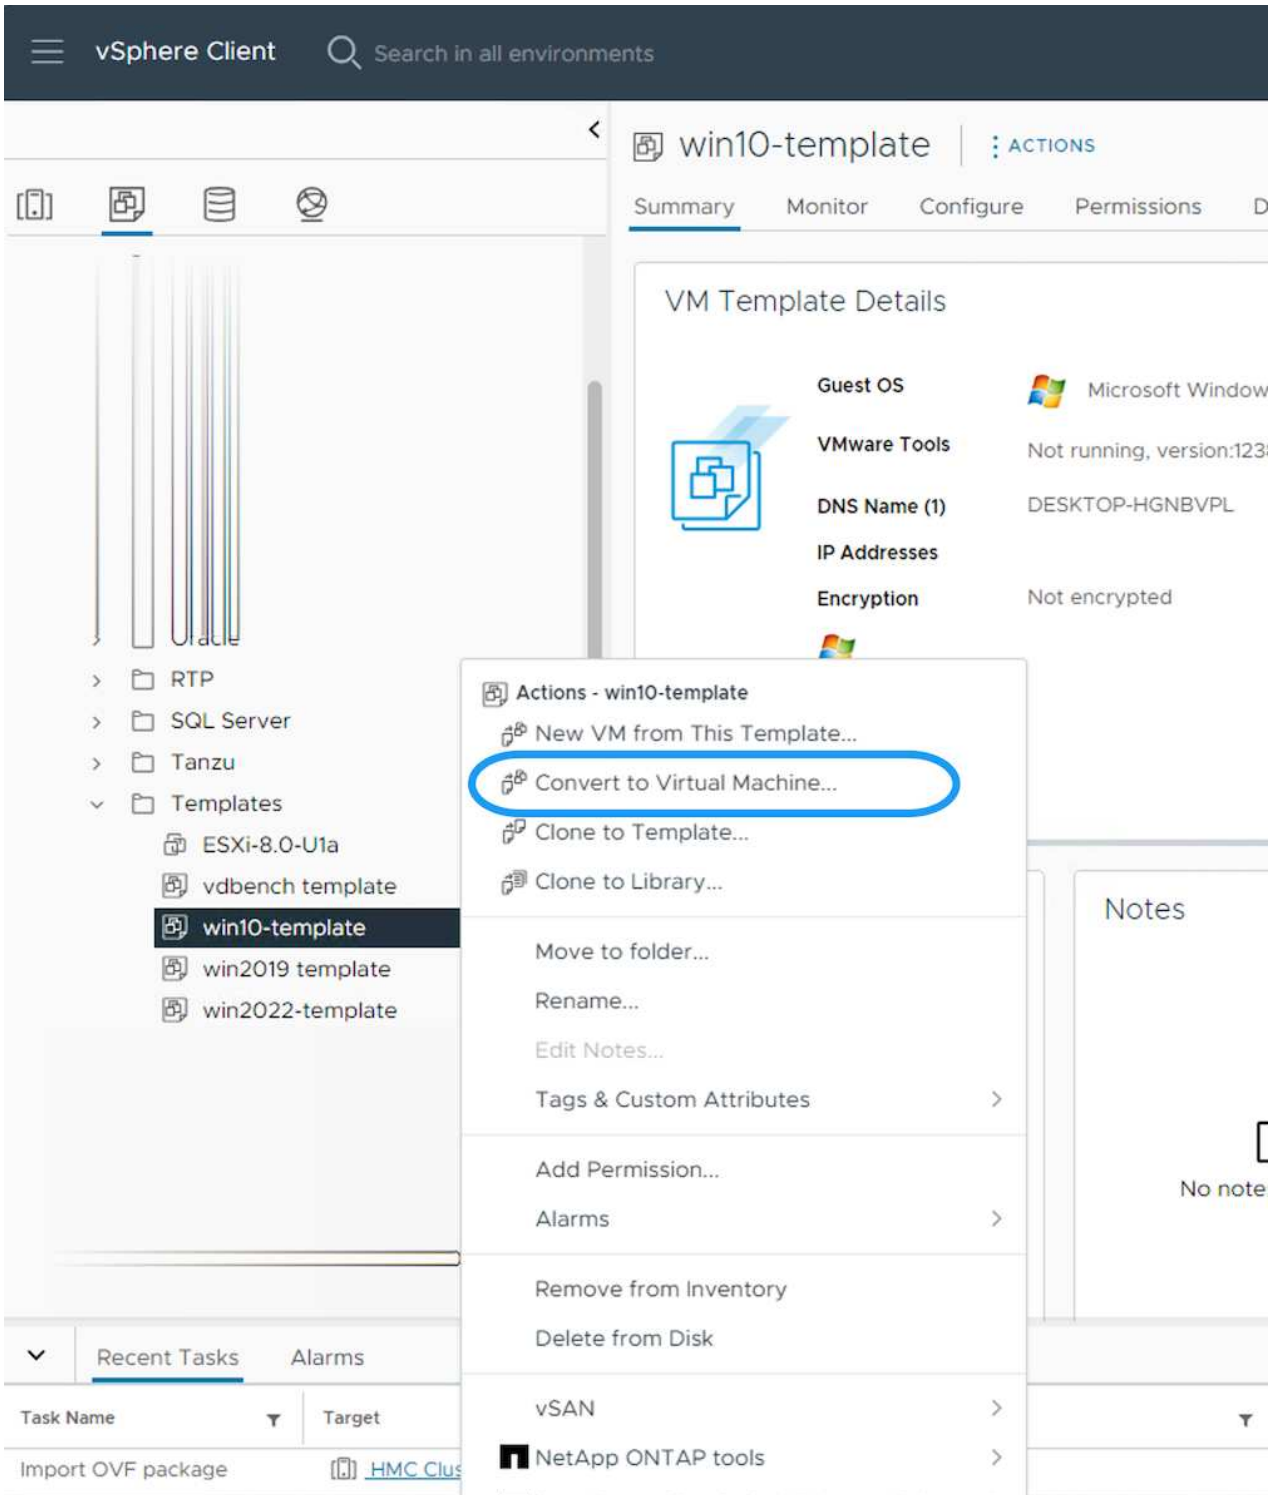 vSphere Client
Search in all environments
win10-template
ACTIONS
Summary
Monitor
Configure
Permissions
D
VM Template Details
Guest OS
Microsoft Window
VMware Tools
Not running, version:123
DNS Name (1)
DESKTOP-HGNBVPL
IP Addresses
Encryption
Not encrypted
Oracle
RTP
SQL Server
Tanzu
Templates
ESXi-8.0-U1a
vdbench template
win10-template
win2019 template
win2022-template
Actions - win10-template
New VM from This Template...
Convert to Virtual Machine...
Clone to Template...
Clone to Library...
Move to folder...
Rename...
Edit Notes...
Tags & Custom Attributes
Add Permission...
Alarms
Remove from Inventory
Delete from Disk
vSAN
NetApp ONTAP tools
Notes
No note
Recent Tasks
Alarms
Task Name
Target
Import OVF package
HMC Clus